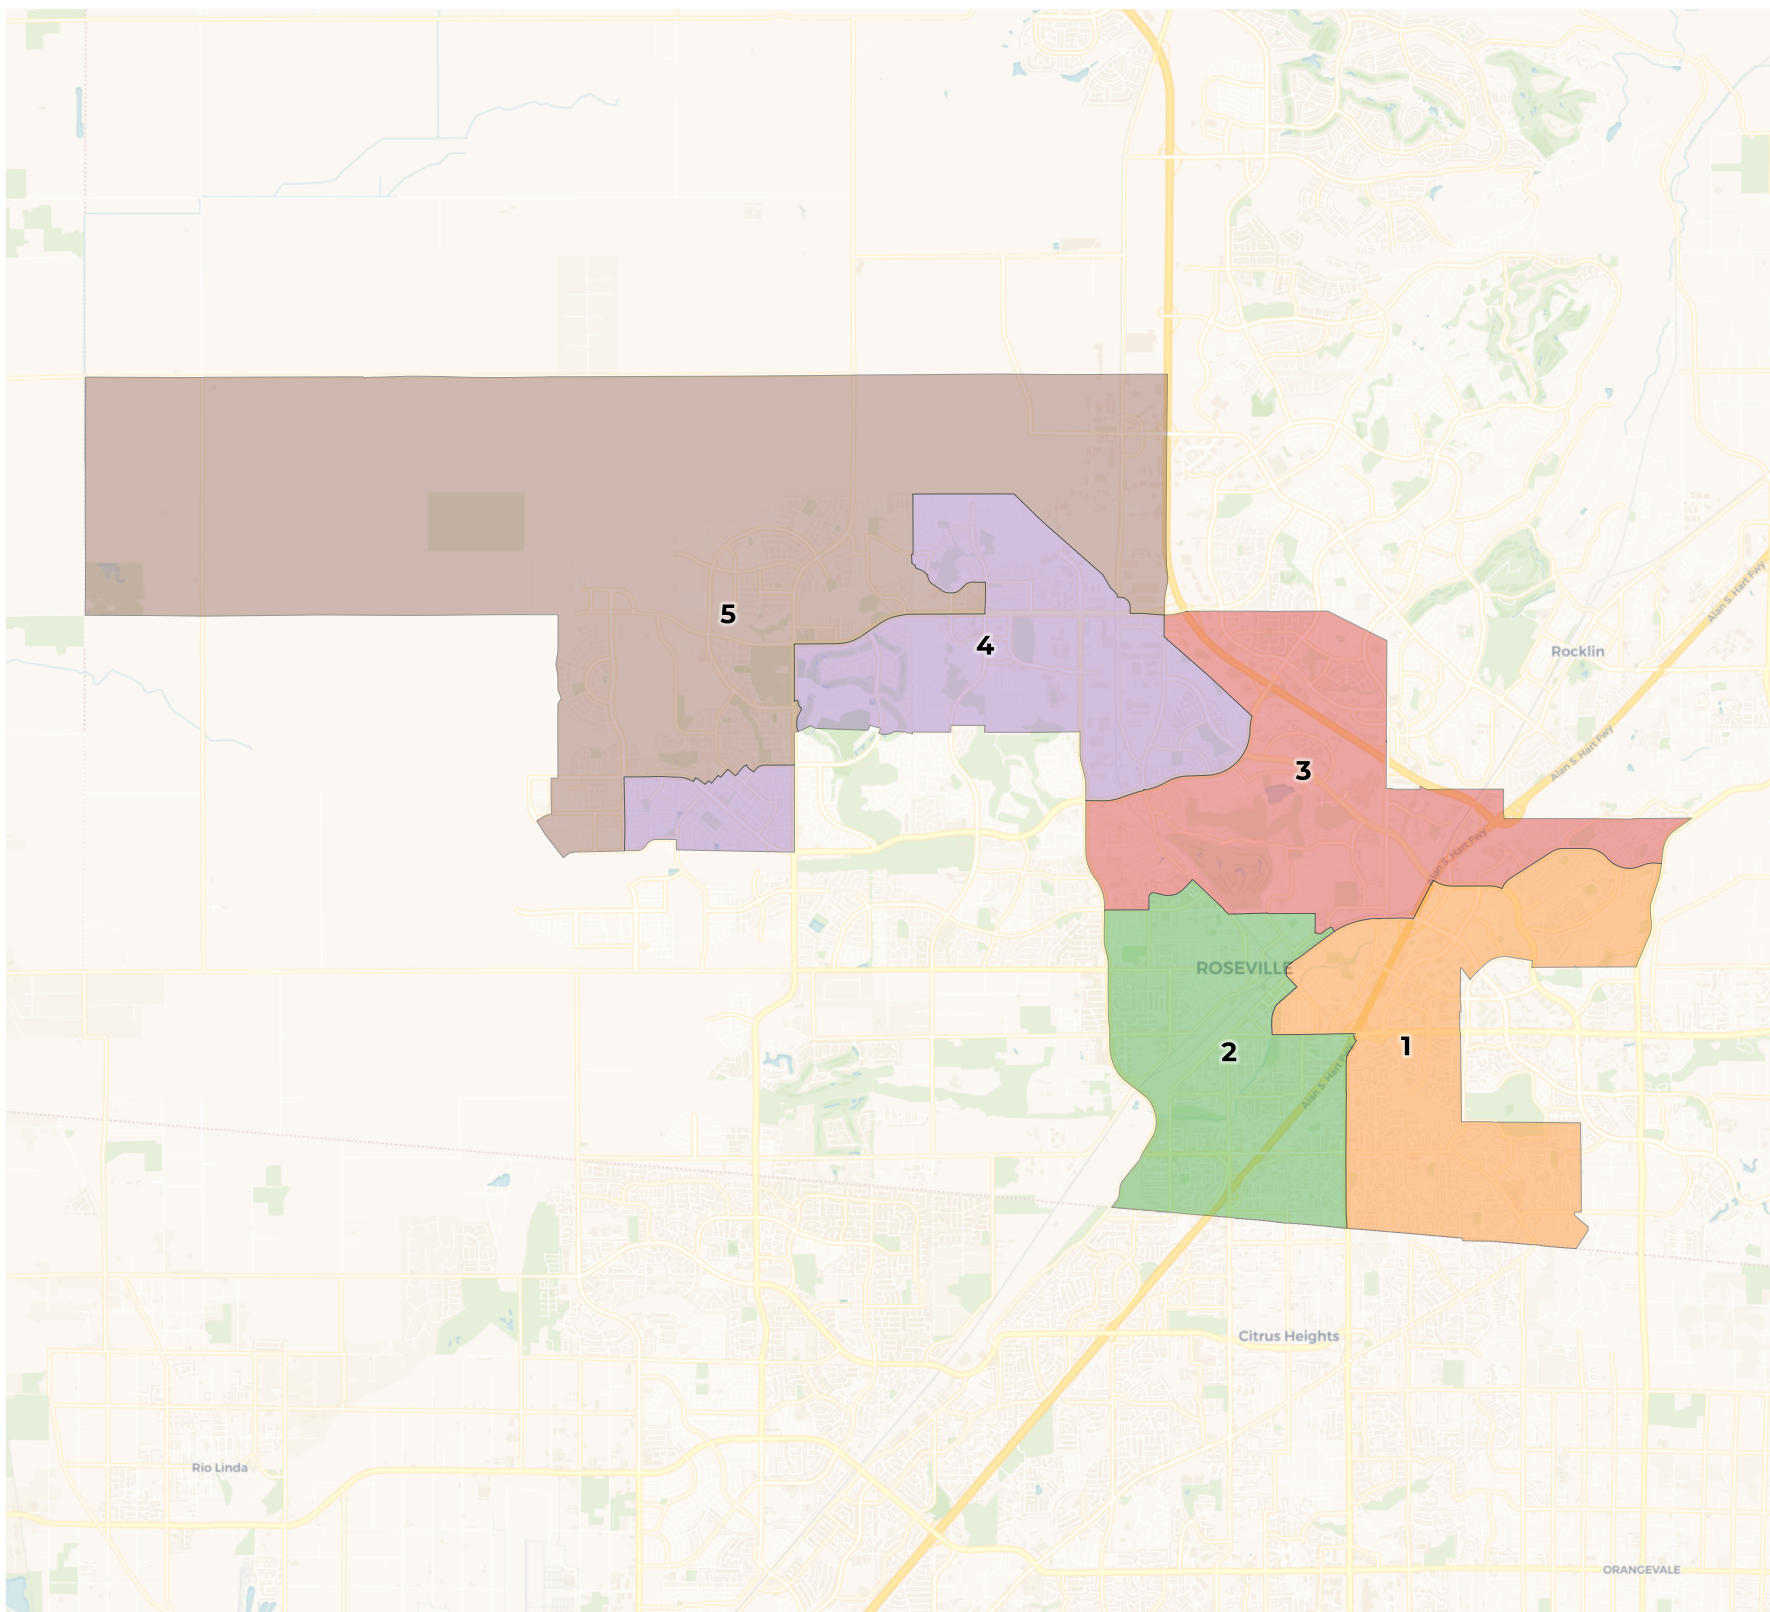 Alan S. Hart Fwy
5
4
Rocklin
Alan S. Hart Fwy
3
Alan S. Hart Fwy
ROSEVILLE
2
1
Alan S. Hart
Citrus Heights
Rio Linda
ORANGEVALE